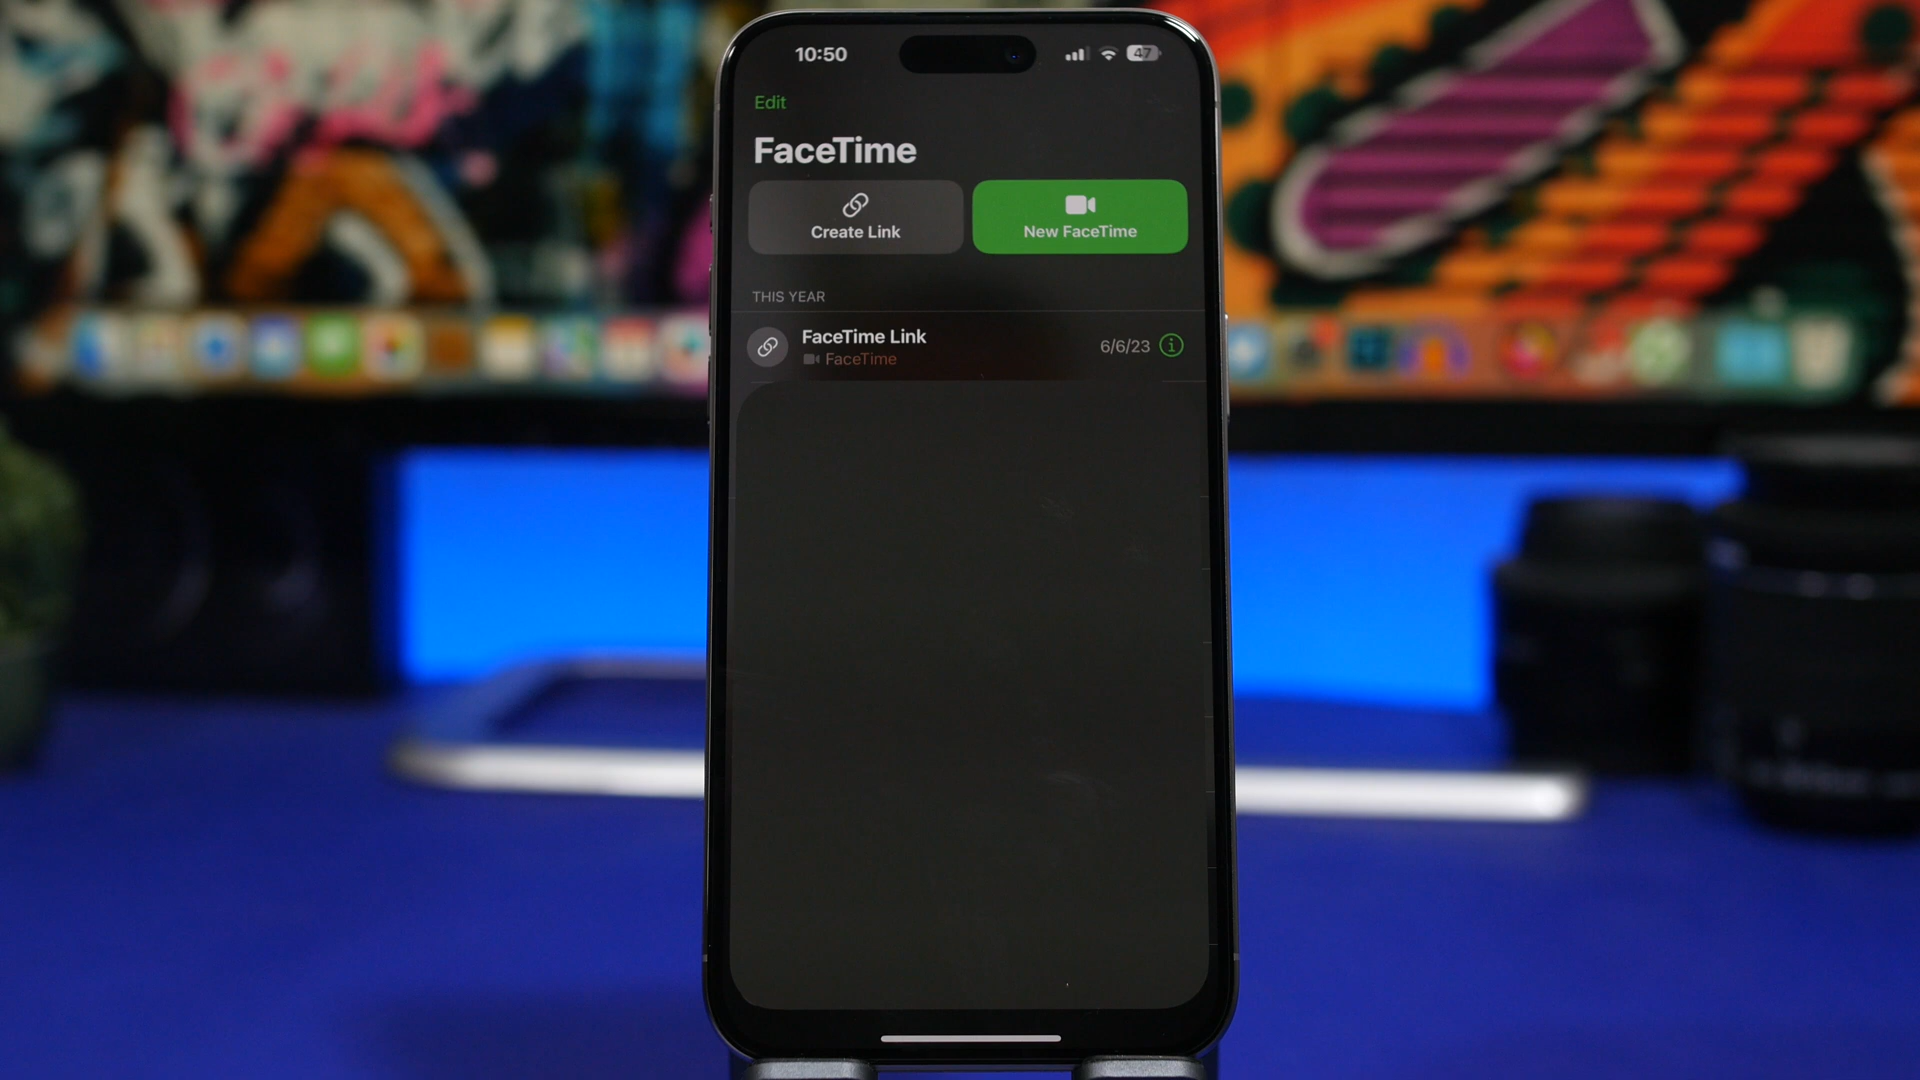 10:50
47
Edit
FaceTime
Create Link
New FaceTime
THIS YEAR
FaceTime Link
6/6/23
FaceTime